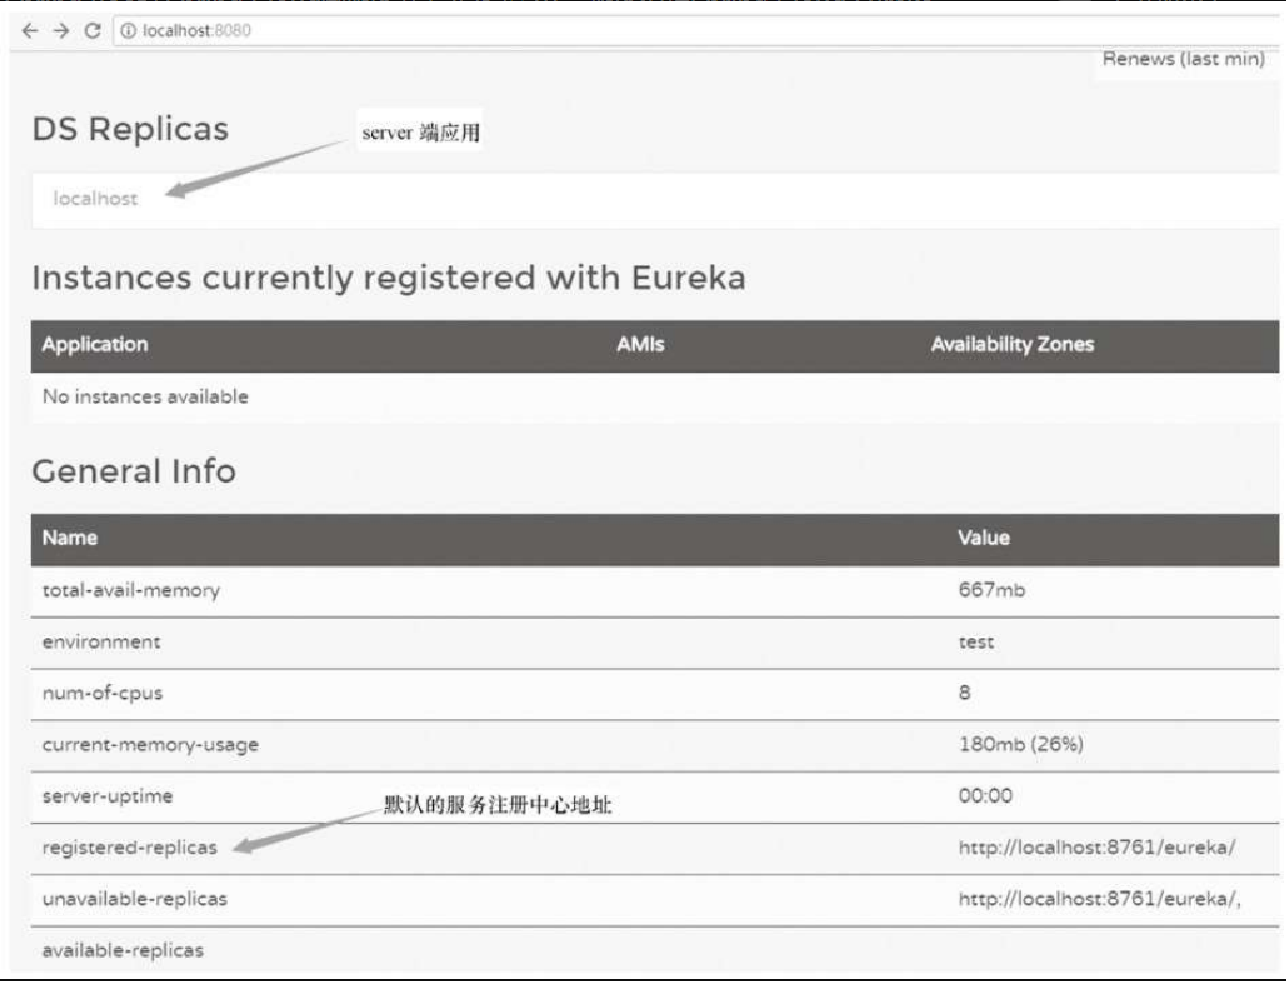 localhost:8080
Renews (last min)
DS Replicas
server 端应用
localhost
Instances currently registered with Eureka
Application AMIs Availability Zones
No instances available
General Info
Name Value
total-avail-memory 667mb
environment test
num-of-cpus 8
current-memory-usage 180mb (26%)
server-uptime 00:00
默认的服务注册中心地址
registered-replicas http://localhost:8761/eureka/
unavailable-replicas http://localhost:8761/eureka/,
available-replicas